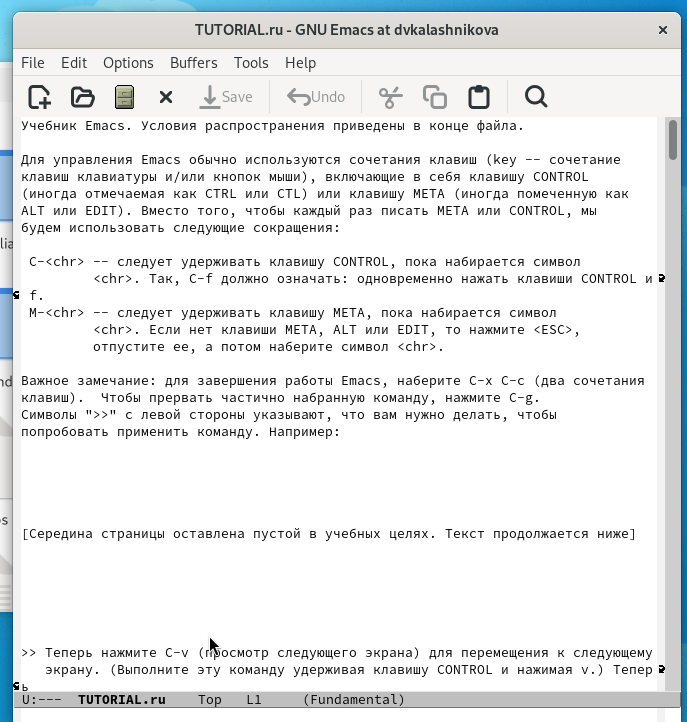 TUTORIAL.ru - GNU Emacs at dvkalashnikova
File Edit Options Buffers Tools Help
Save Undo
Учебник Emacs. Условия распространения приведены в конце файла.
Для управления Emacs обычно используются сочетания клавиш (key -- сочетание
клавиш клавиатуры и/или кнопок мыши), включающие в себя клавишу CONTROL
(иногда отмечаемая как CTRL или CTL) или клавишу META (иногда помеченную как
ALT или EDIT). Вместо того, чтобы каждый раз писать META или CONTROL, мы
будем использовать следующие сокращения:
C-<chr> -- следует удерживать клавишу CONTROL, пока набирается символ
<chr>. Так, C-f должно означать: одновременно нажать клавиши CONTROL и
f.
M-<chr> -- следует удерживать клавишу META, пока набирается символ
<chr>. Если нет клавиши META, ALT или EDIT, то нажмите <ESC>,
отпустите ее, а потом наберите символ <chr>.
Важное замечание: для завершения работы Emacs, наберите C-x C-c (два сочетания
клавиш).  Чтобы прервать частично набранную команду, нажмите C-g.
Символы ">>" с левой стороны указывают, что вам нужно делать, чтобы
попробовать применить команду. Например:
[Середина страницы оставлена пустой в учебных целях. Текст продолжается ниже]
>> Теперь нажмите C-v (просмотр следующего экрана) для перемещения к следующему
экрану. (Выполните эту команду удерживая клавишу CONTROL и нажимая v.) Тепер
ь
U:---  TUTORIAL.ru    Top   L1     (Fundamental)